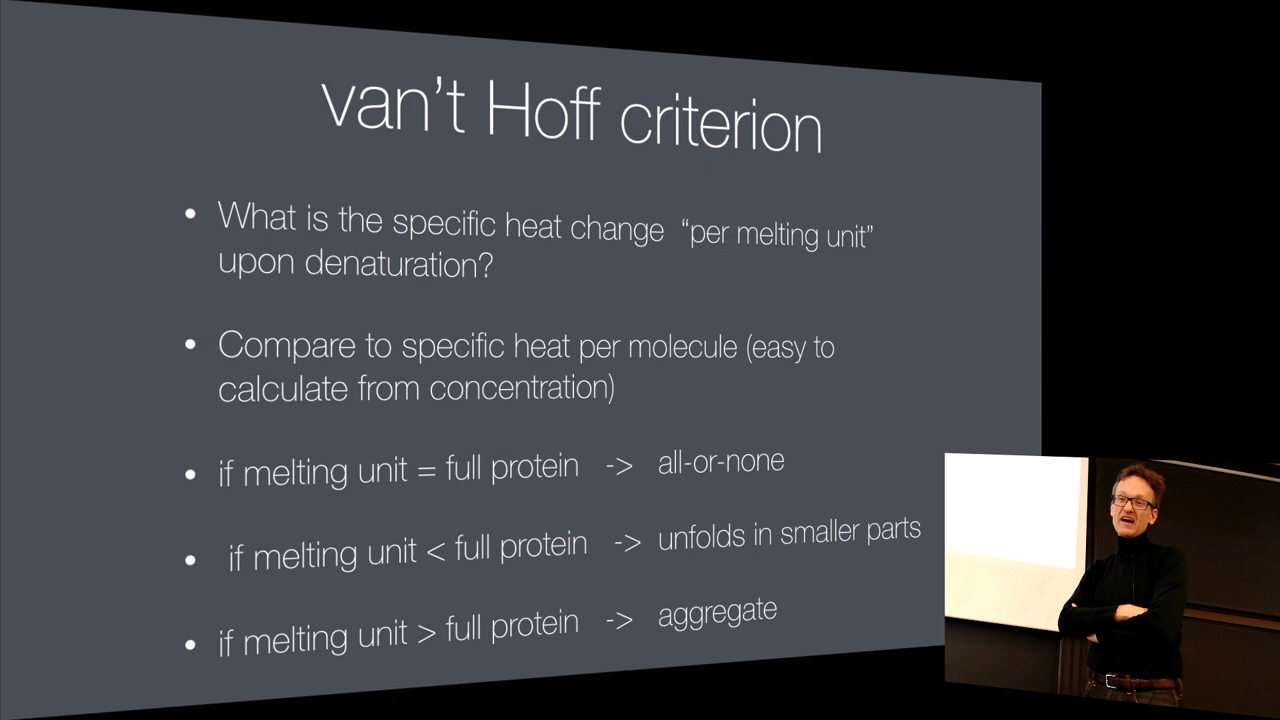 van’t Hoff criterion
• What is the specific heat change “per melting unit”
upon denaturation?
• Compare to specific heat per molecule (easy to
calculate from concentration)
• if melting unit = full protein -> all-or-none
• if melting unit < full protein -> unfolds in smaller parts
• if melting unit > full protein -> aggregate